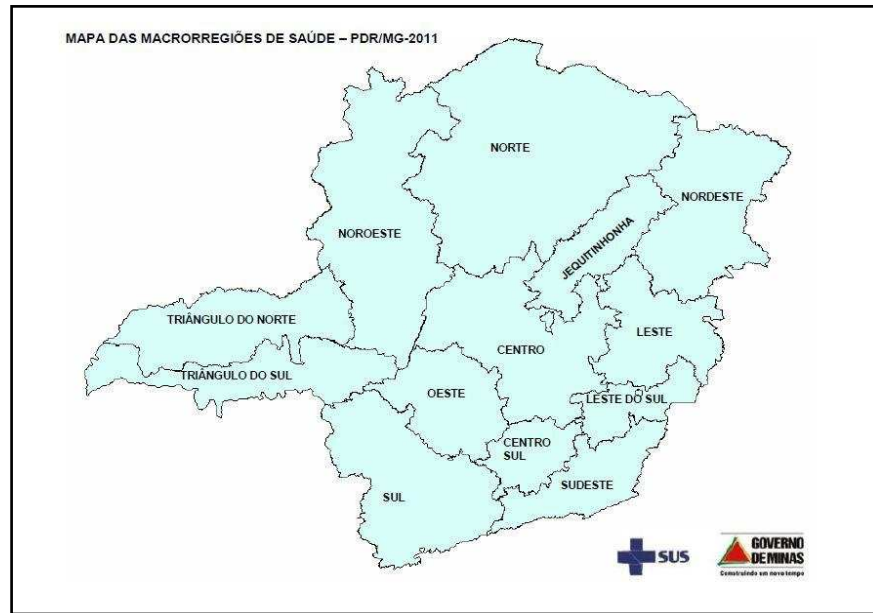 MAPA DAS MACRORREGIÕES DE SAÚDE – PDR/MG-2011
NORTE
NORDESTE
NOROESTE
JEQUITINHONHA
TRIÂNGULO DO NORTE
LESTE
CENTRO
TRIÂNGULO DO SUL
OESTE
LESTE DO SUL
CENTRO
SUL
SUDESTE
SUL
SUS
GOVERNO
DE MINAS
Construindo um novo tempo